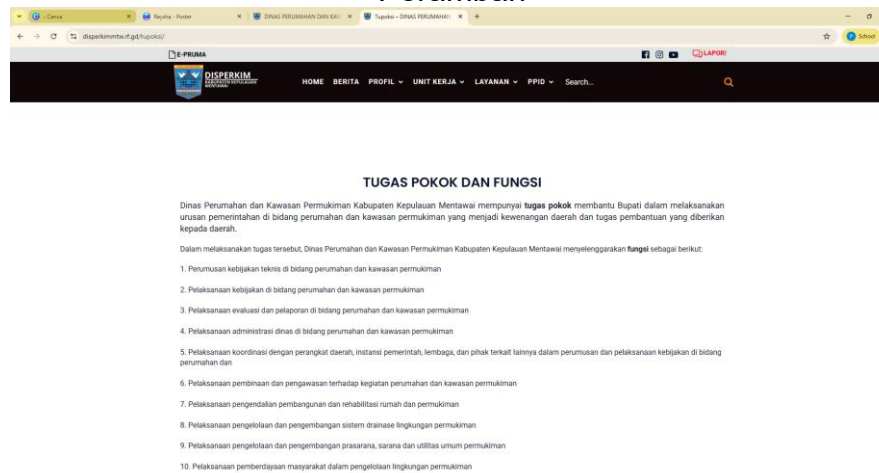 - Canva
Keysha - Poster
DINAS PERUMAHAN DAN KAW
Tupoksi – DINAS PERUMAHAN
disperkimmtw.rf.gd/tupoksi/
School
E-PRUMA
LAPOR!
DISPERKIM
KABUPATEN KEPULAUAN
MENTAWAI
HOME BERITA PROFIL UNIT KERJA LAYANAN PPID Search...
TUGAS POKOK DAN FUNGSI
Dinas Perumahan dan Kawasan Permukiman Kabupaten Kepulauan Mentawai mempunyai tugas pokok membantu Bupati dalam melaksanakan
urusan pemerintahan di bidang perumahan dan kawasan permukiman yang menjadi kewenangan daerah dan tugas pembantuan yang diberikan
kepada daerah.
Dalam melaksanakan tugas tersebut, Dinas Perumahan dan Kawasan Permukiman Kabupaten Kepulauan Mentawai menyelenggarakan fungsi sebagai berikut:
1. Perumusan kebijakan teknis di bidang perumahan dan kawasan permukiman
2. Pelaksanaan kebijakan di bidang perumahan dan kawasan permukiman
3. Pelaksanaan evaluasi dan pelaporan di bidang perumahan dan kawasan permukiman
4. Pelaksanaan administrasi dinas di bidang perumahan dan kawasan permukiman
5. Pelaksanaan koordinasi dengan perangkat daerah, instansi pemerintah, lembaga, dan pihak terkait lainnya dalam perumusan dan pelaksanaan kebijakan di bidang
perumahan dan
6. Pelaksanaan pembinaan dan pengawasan terhadap kegiatan perumahan dan kawasan permukiman
7. Pelaksanaan pengendalian pembangunan dan rehabilitasi rumah dan permukiman
8. Pelaksanaan pengelolaan dan pengembangan sistem drainase lingkungan permukiman
9. Pelaksanaan pengelolaan dan pengembangan prasarana, sarana dan utilitas umum permukiman
10. Pelaksanaan pemberdayaan masyarakat dalam pengelolaan lingkungan permukiman